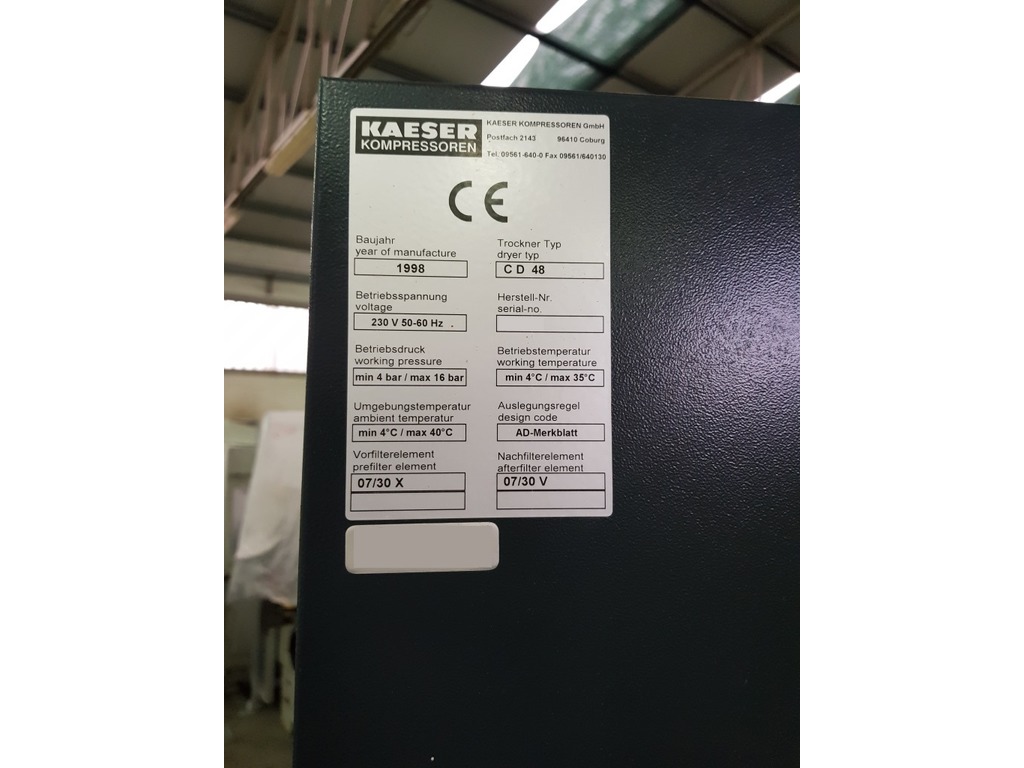 KAESER
KOMPRESSOREN
KAESER KOMPRESSOREN GmbH
Postfach 2143 96410 Coburg
Tel. 09561-640-0 Fax 09561/640130
CE
Baujahr
year of manufacture
1998
Trockner Typ
dryer typ
C D 48
Betriebsspannung
voltage
230 V 50-60 Hz .
Herstell-Nr.
serial-no.
Betriebsdruck
working pressure
min 4 bar / max 16 bar
Betriebstemperatur
working temperature
min 4°C / max 35°C
Umgebungstemperatur
ambient temperatur
min 4°C / max 40°C
Auslegungsregel
design code
AD-Merkblatt
Vorfilterelement
prefilter element
07/30 X
Nachfilterelement
afterfilter element
07/30 V